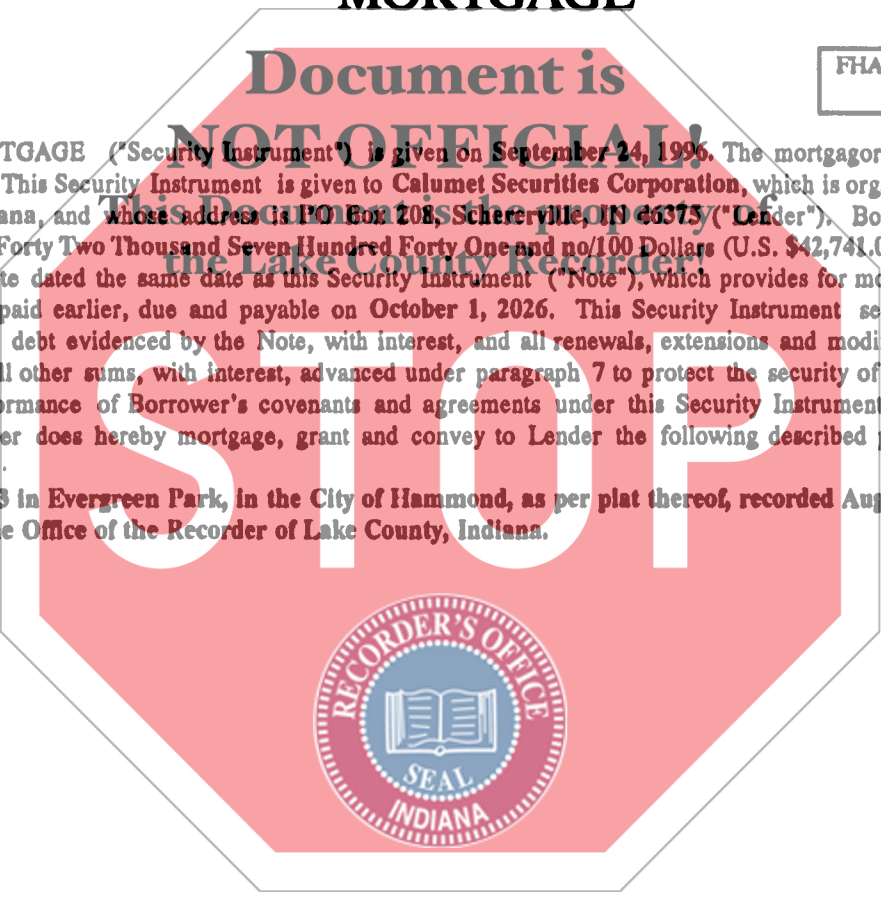 MORTGAGE
Document is
FHA
NOT OFFICIAL!
TGAGE ("Security Instrument") is given on September 24, 1996. The mortgagor
This Security Instrument is given to Calumet Securities Corporation, which is org
This Document is the property of
ana, and whose address is PO Box 208, Schererville, IN 46375 ("Lender"). Bo
Forty Two Thousand Seven Hundred Forty One and no/100 Dollars (U.S. $42,741.0
the Lake County Recorder!
te dated the same date as this Security Instrument ("Note"), which provides for mo
paid earlier, due and payable on October 1, 2026. This Security Instrument se
debt evidenced by the Note, with interest, and all renewals, extensions and modi
ll other sums, with interest, advanced under paragraph 7 to protect the security of
ormance of Borrower's covenants and agreements under this Security Instrument
er does hereby mortgage, grant and convey to Lender the following described p
STOP
3 in Evergreen Park, in the City of Hammond, as per plat thereof, recorded Aug
e Office of the Recorder of Lake County, Indiana.
RECORDER'S OFFICE
SEAL
INDIANA